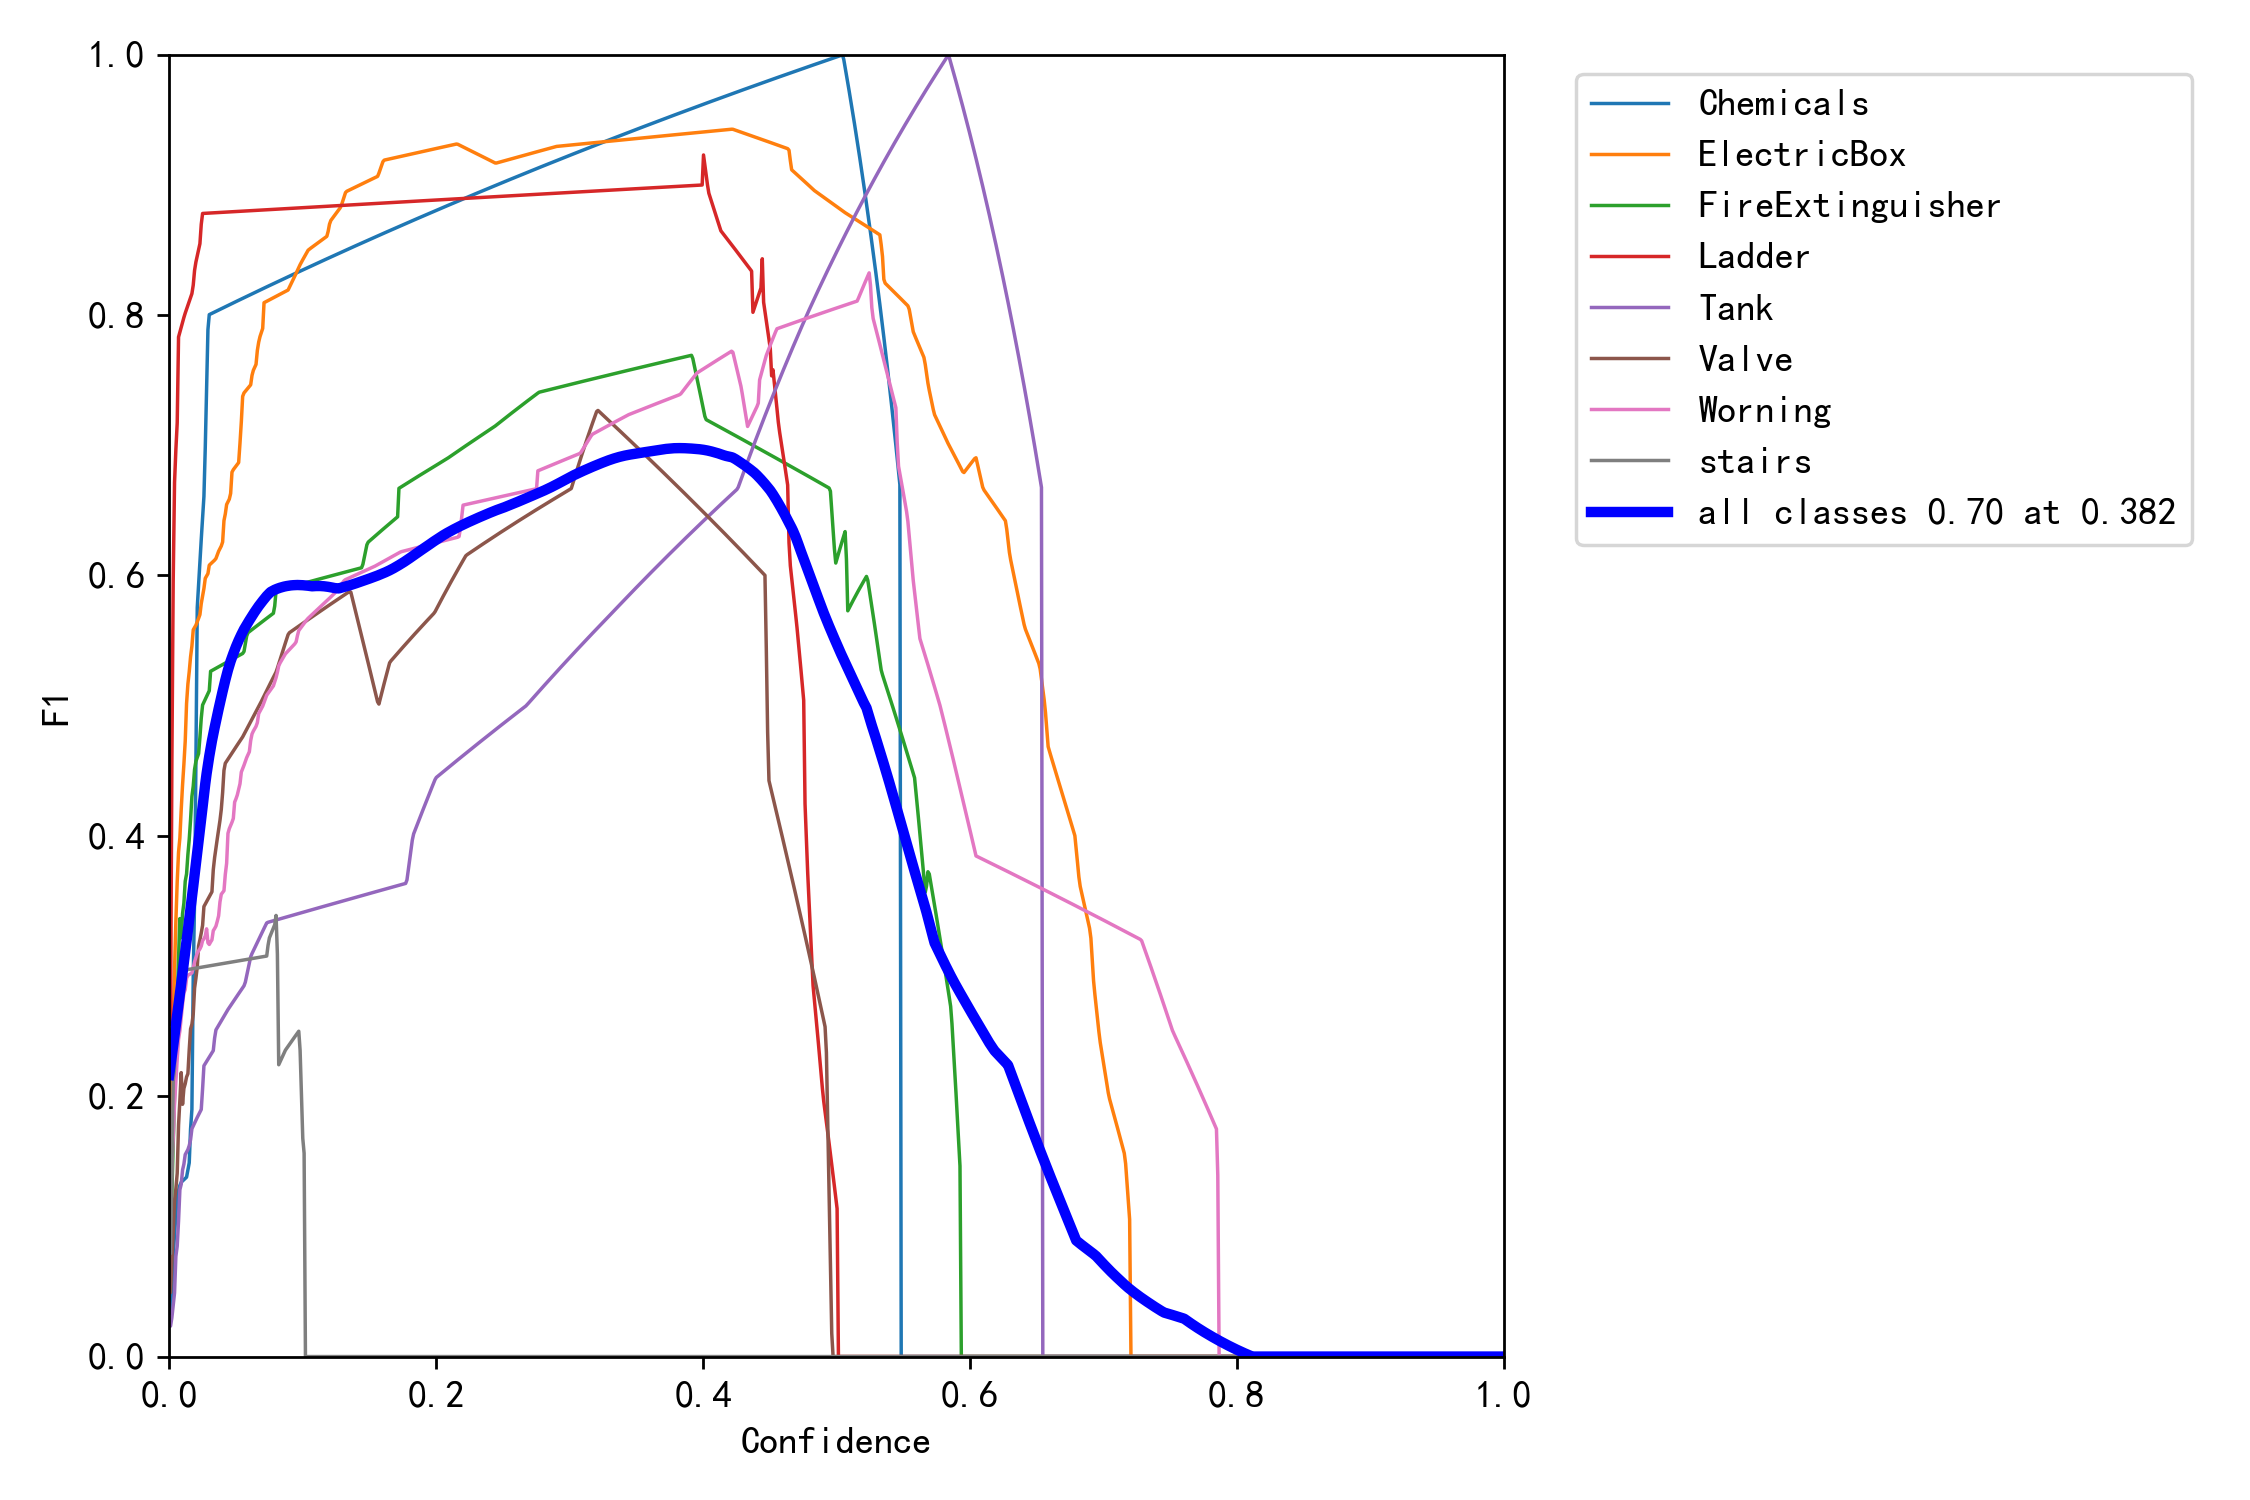 1.0
0.8
0.6
0.4
0.2
0.0
F1
0.0 0.2 0.4 0.6 0.8 1.0
Confidence
Chemicals
ElectricBox
FireExtinguisher
Ladder
Tank
Valve
Worning
stairs
all classes 0.70 at 0.382